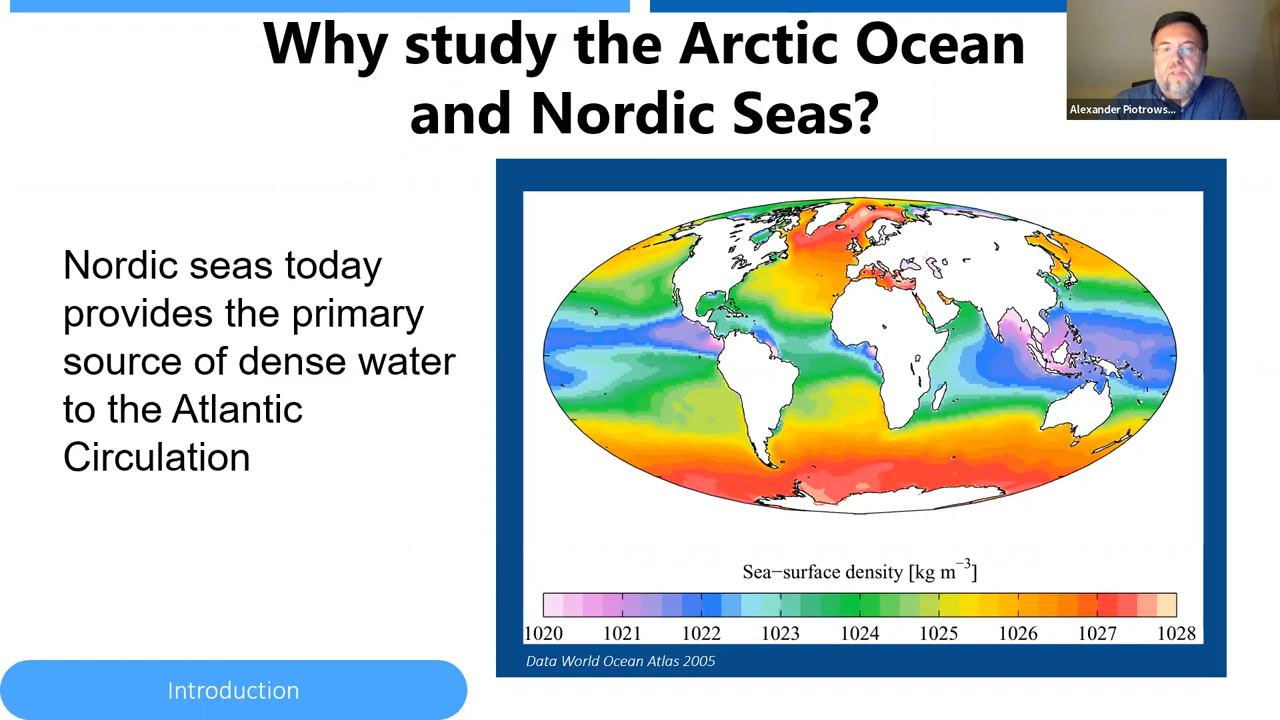 Why study the Arctic Ocean
and Nordic Seas?
Alexander Piotrows...
Nordic seas today
provides the primary
source of dense water
to the Atlantic
Circulation
Sea−surface density [kg m⁻³]
1020 1021 1022 1023 1024 1025 1026 1027 1028
Data World Ocean Atlas 2005
Introduction